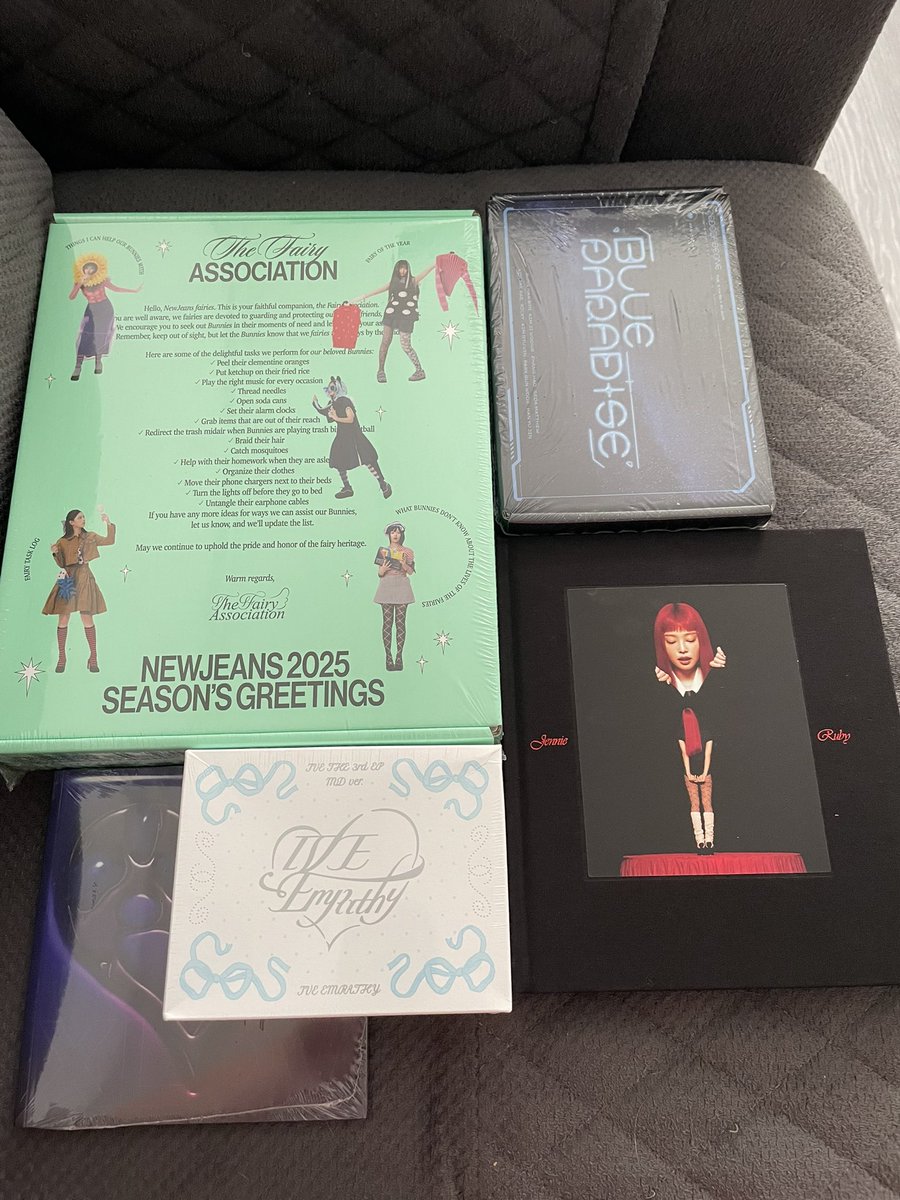 The Fairy
ASSOCIATION
THINGS I CAN HELP OUR BUNNIES WITH
FAIRY OF THE YEAR
Hello, NewJeans fairies. This is your faithful companion, the Fairy Association.
you are well aware, we fairies are devoted to guarding and protecting our friends,
We encourage you to seek out Bunnies in their moments of need and your
Remember, keep out of sight, but let the Bunnies know that we fairies by the
Here are some of the delightful tasks we perform for our beloved Bunnies:
✓ Peel their clementine oranges
✓ Put ketchup on their fried rice
✓ Play the right music for every occasion
✓ Thread needles
✓ Open soda cans
✓ Set their alarm clocks
✓ Grab items that are out of their reach
✓ Redirect the trash midair when Bunnies are playing trash
✓ Braid their hair
✓ Catch mosquitoes
✓ Help with their homework when they are
✓ Organize their clothes
✓ Move their phone chargers next to their beds
✓ Turn the lights off before they go to bed
✓ Untangle their earphone cables
If you have any more ideas for ways we can assist our Bunnies,
let us know, and we'll update the list.
May we continue to uphold the pride and honor of the fairy heritage.
Warm regards,
The Fairy
Association
FAIRY TASK LOG
WHAT BUNNIES DON'T KNOW ABOUT THE LIVES OF THE FAIRIES
NEWJEANS 2025
SEASON'S GREETINGS
BLUE
PARADISE
Jennie
Ruby
IVE THE 3rd EP
MD ver.
IVE
Empathy
IVE EMPATHY